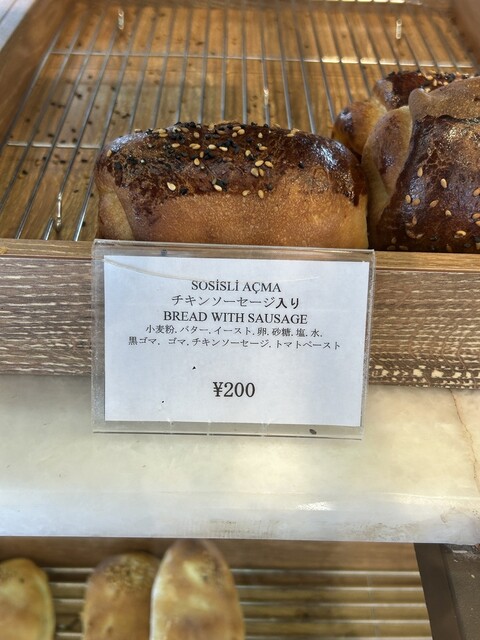 SOSİSLİ AÇMA
チキンソーセージ入り
BREAD WITH SAUSAGE
小麦粉. バター. イースト. 卵. 砂糖. 塩. 水.
黒ゴマ、ゴマ. チキンソーセージ. トマトペースト
¥200